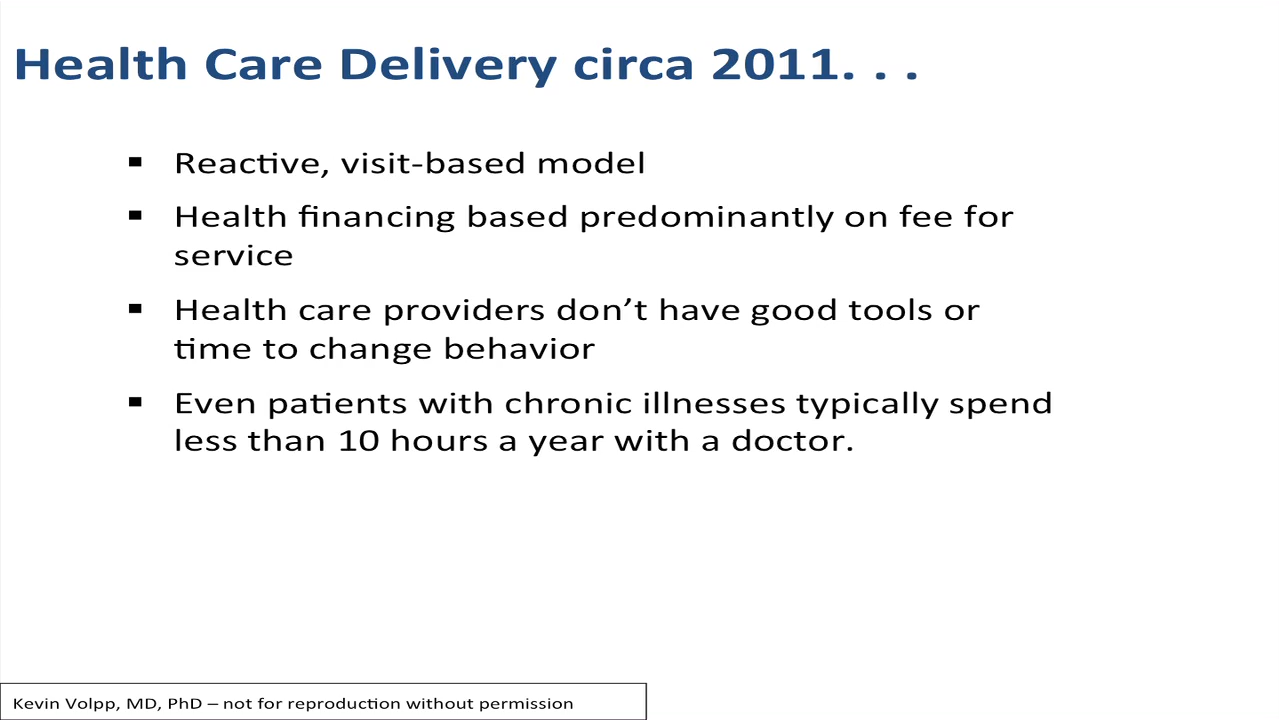 Health Care Delivery circa 2011. . .
▪ Reactive, visit-based model
▪ Health financing based predominantly on fee for
service
▪ Health care providers don’t have good tools or
time to change behavior
▪ Even patients with chronic illnesses typically spend
less than 10 hours a year with a doctor.
Kevin Volpp, MD, PhD – not for reproduction without permission